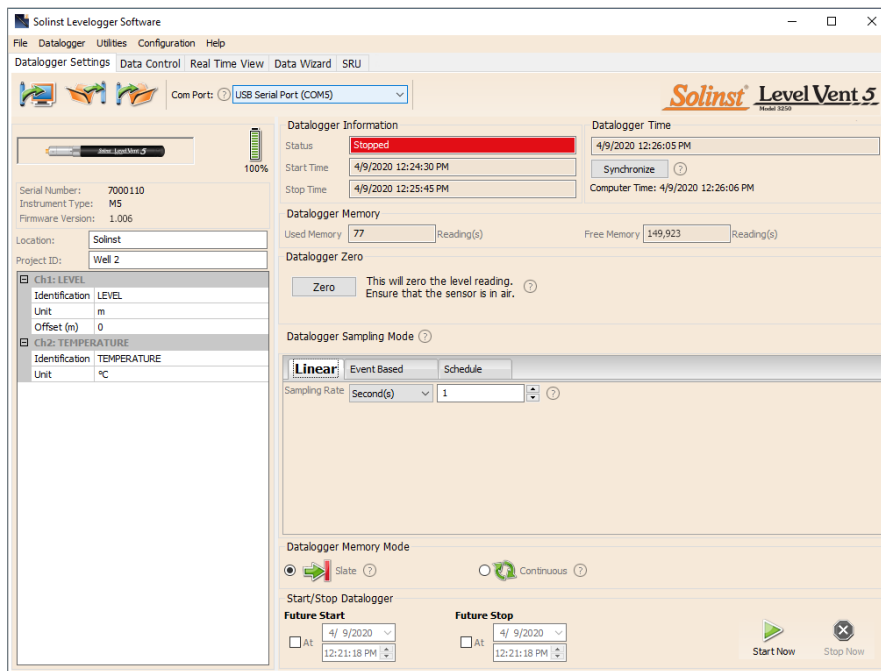 Solinst Levelogger Software
File Datalogger Utilities Configuration Help
Datalogger Settings Data Control Real Time View Data Wizard SRU
Com Port: ? USB Serial Port (COM5)
Solinst® Level Vent 5
Model 3250
Solinst Level Vent 5
100%
Serial Number: 7000110
Instrument Type: M5
Firmware Version: 1.006
Location: Solinst
Project ID: Well 2
Ch1: LEVEL
Identification LEVEL
Unit m
Offset (m) 0
Ch2: TEMPERATURE
Identification TEMPERATURE
Unit ºC
Datalogger Information
Status Stopped
Start Time 4/9/2020 12:24:30 PM
Stop Time 4/9/2020 12:25:45 PM
Datalogger Time
4/9/2020 12:26:05 PM
Synchronize ?
Computer Time: 4/9/2020 12:26:06 PM
Datalogger Memory
Used Memory 77 Reading(s) Free Memory 149,923 Reading(s)
Datalogger Zero
Zero
This will zero the level reading.
Ensure that the sensor is in air. ?
Datalogger Sampling Mode ?
Linear Event Based Schedule
Sampling Rate Second(s) 1 ?
Datalogger Memory Mode
Slate ? Continuous ?
Start/Stop Datalogger
Future Start Future Stop
At 4/ 9/2020 At 4/ 9/2020
12:21:18 PM 12:21:18 PM
Start Now Stop Now